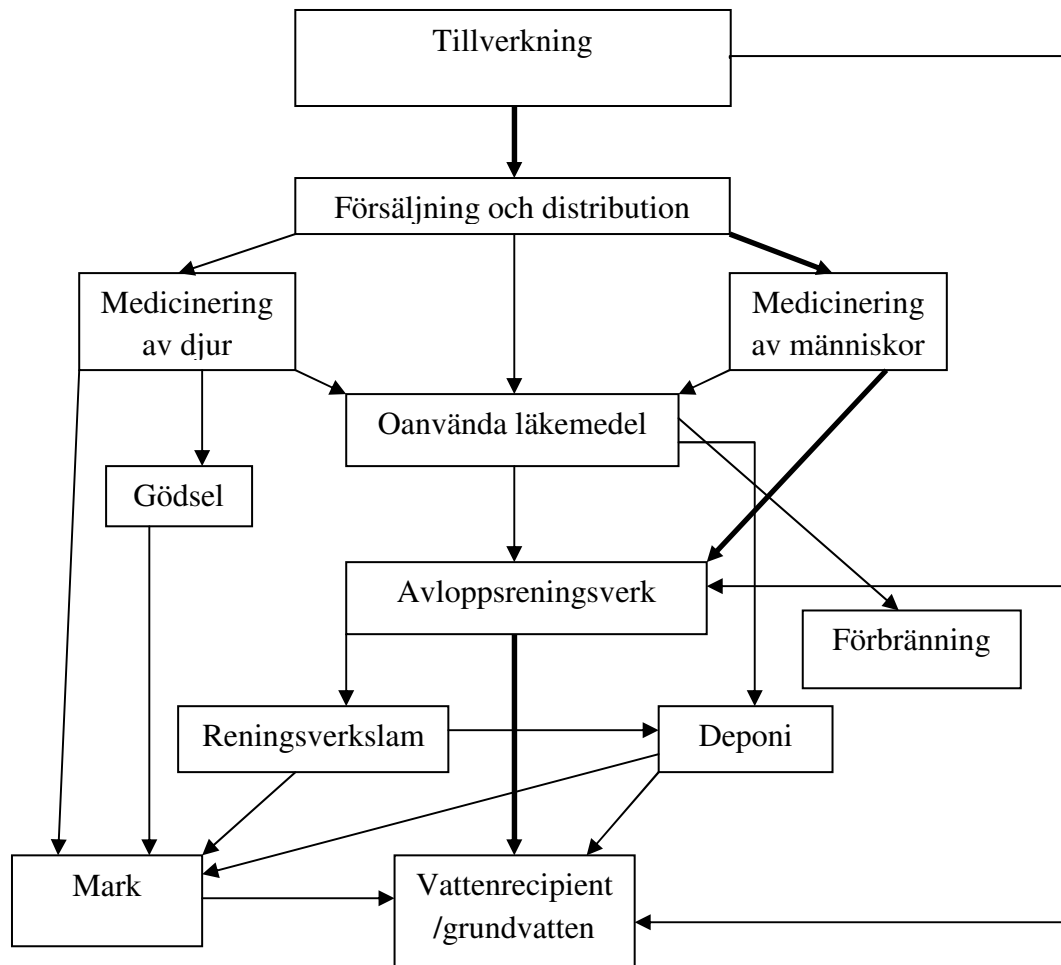 Tillverkning
Försäljning och distribution
Medicinering
av djur
Medicinering
av människor
Oanvända läkemedel
Gödsel
Avloppsreningsverk
Förbränning
Reningsverkslam
Deponi
Mark
Vattenrecipient
/grundvatten